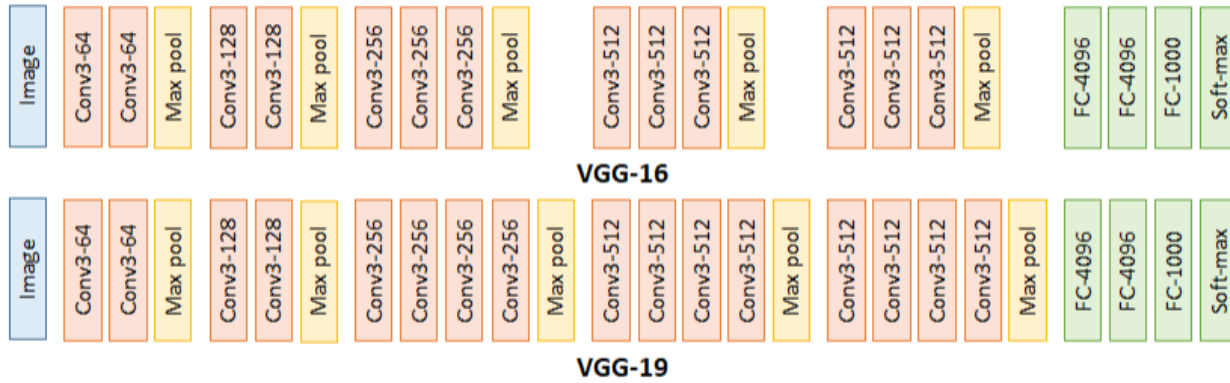 Image
Conv3-64
Conv3-64
Max pool
Conv3-128
Conv3-128
Max pool
Conv3-256
Conv3-256
Conv3-256
Max pool
Conv3-512
Conv3-512
Conv3-512
Max pool
Conv3-512
Conv3-512
Conv3-512
Max pool
FC-4096
FC-4096
FC-1000
Soft-max
VGG-16
Image
Conv3-64
Conv3-64
Max pool
Conv3-128
Conv3-128
Max pool
Conv3-256
Conv3-256
Conv3-256
Conv3-256
Max pool
Conv3-512
Conv3-512
Conv3-512
Conv3-512
Max pool
Conv3-512
Conv3-512
Conv3-512
Conv3-512
Max pool
FC-4096
FC-4096
FC-1000
Soft-max
VGG-19